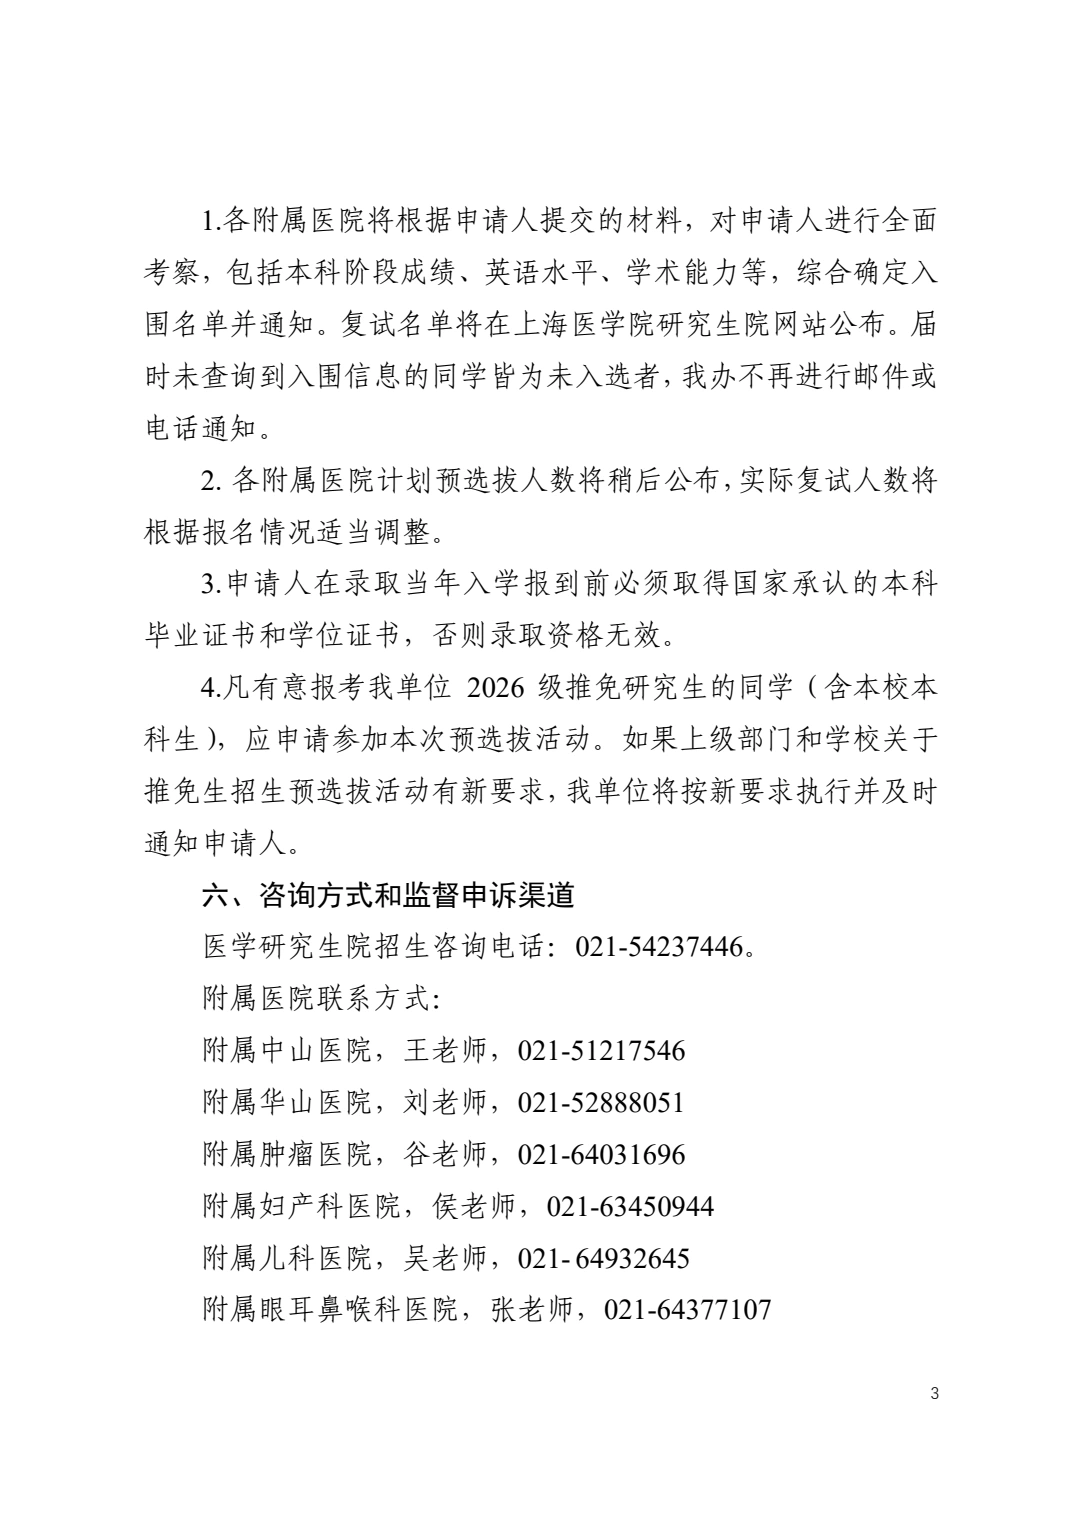 1.各附属医院将根据申请人提交的材料，对申请人进行全面
考察，包括本科阶段成绩、英语水平、学术能力等，综合确定入
围名单并通知。复试名单将在上海医学院研究生院网站公布。届
时未查询到入围信息的同学皆为未入选者，我办不再进行邮件或
电话通知。
2. 各附属医院计划预选拔人数将稍后公布，实际复试人数将
根据报名情况适当调整。
3.申请人在录取当年入学报到前必须取得国家承认的本科
毕业证书和学位证书，否则录取资格无效。
4.凡有意报考我单位 2026 级推免研究生的同学（含本校本
科生），应申请参加本次预选拔活动。如果上级部门和学校关于
推免生招生预选拔活动有新要求，我单位将按新要求执行并及时
通知申请人。
六、咨询方式和监督申诉渠道
医学研究生院招生咨询电话：021-54237446。
附属医院联系方式：
附属中山医院，王老师，021-51217546
附属华山医院，刘老师，021-52888051
附属肿瘤医院，谷老师，021-64031696
附属妇产科医院，侯老师，021-63450944
附属儿科医院，吴老师，021- 64932645
附属眼耳鼻喉科医院，张老师，021-64377107
3